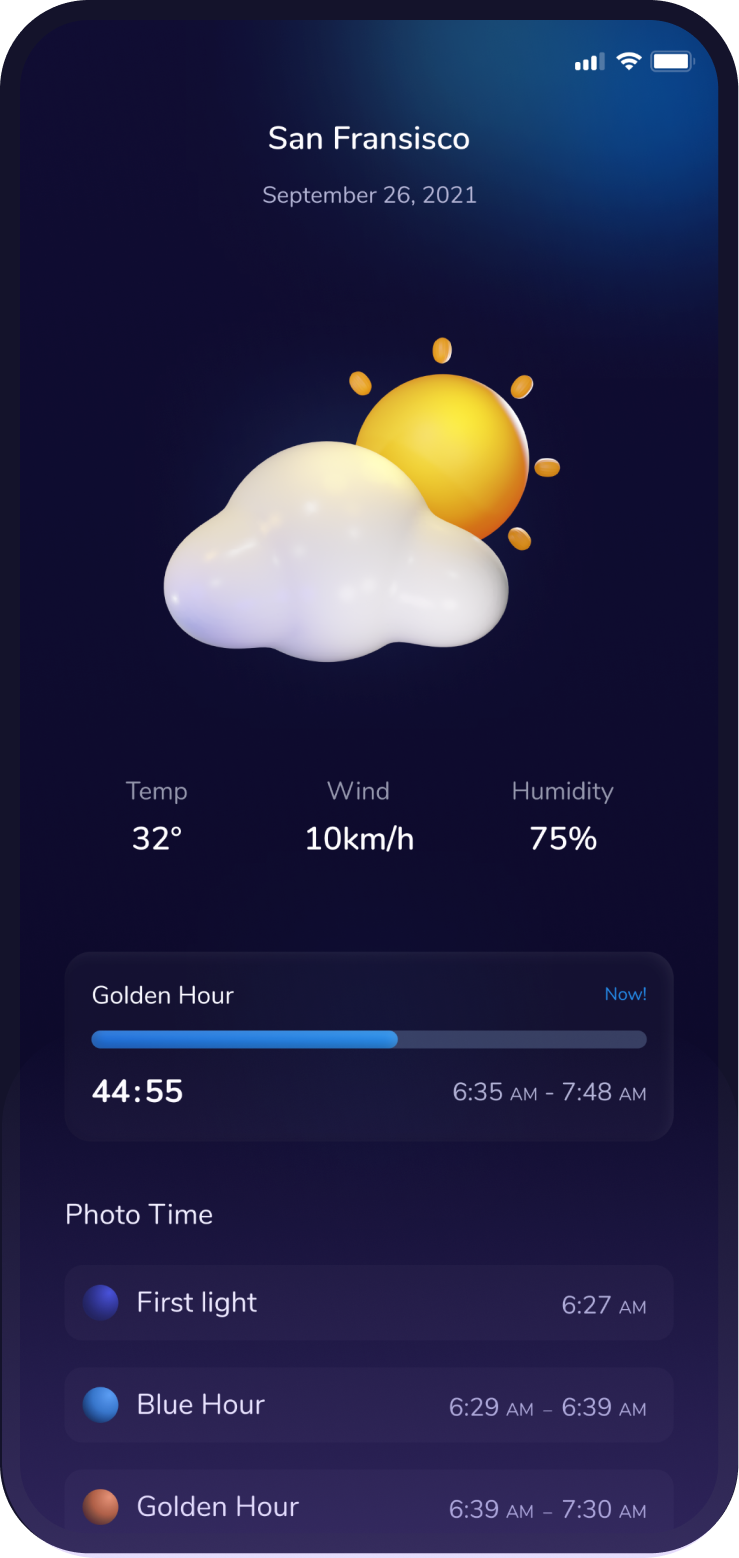 San Fransisco
September 26, 2021
Temp Wind Humidity
32° 10km/h 75%
Golden Hour Now!
44:55 6:35 AM - 7:48 AM
Photo Time
First light 6:27 AM
Blue Hour 6:29 AM – 6:39 AM
Golden Hour 6:39 AM – 7:30 AM